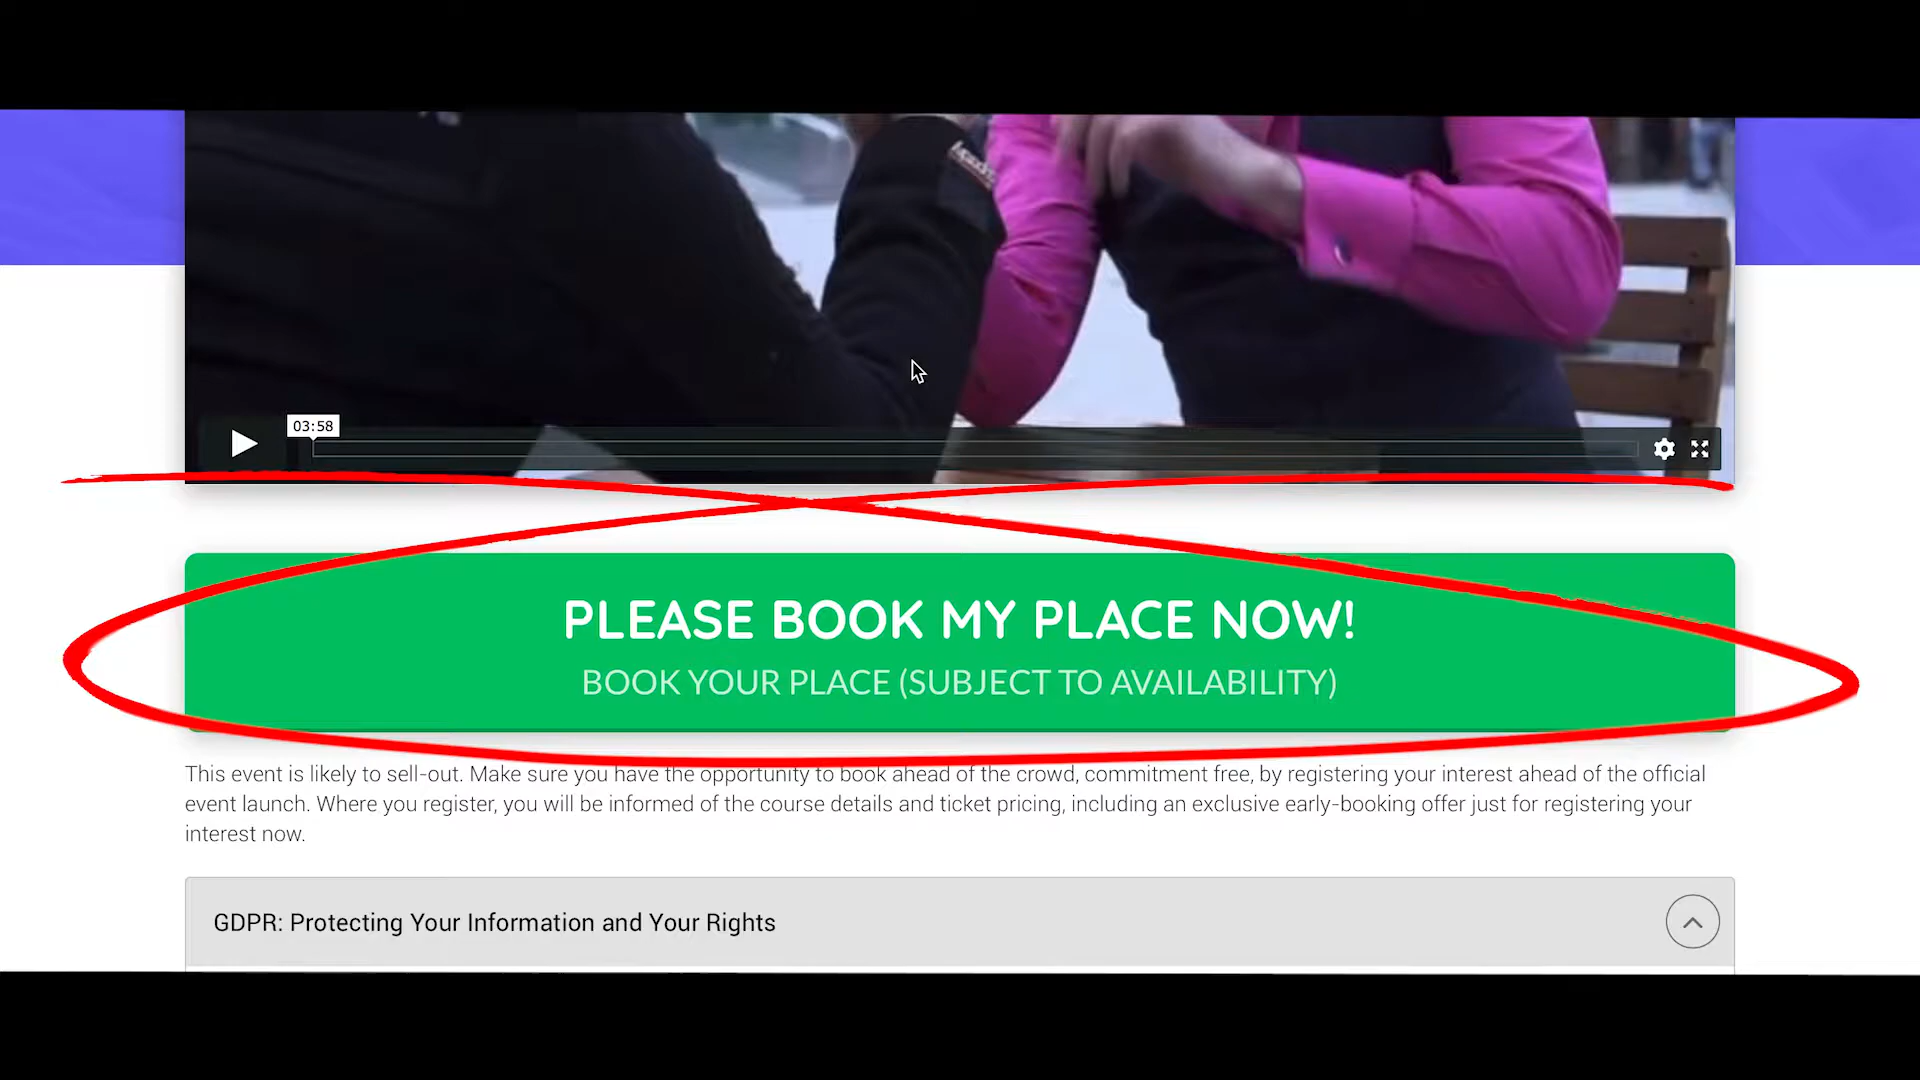 03:58
PLEASE BOOK MY PLACE NOW!
BOOK YOUR PLACE (SUBJECT TO AVAILABILITY)
This event is likely to sell-out. Make sure you have the opportunity to book ahead of the crowd, commitment free, by registering your interest ahead of the official
event launch. Where you register, you will be informed of the course details and ticket pricing, including an exclusive early-booking offer just for registering your
interest now.
GDPR: Protecting Your Information and Your Rights